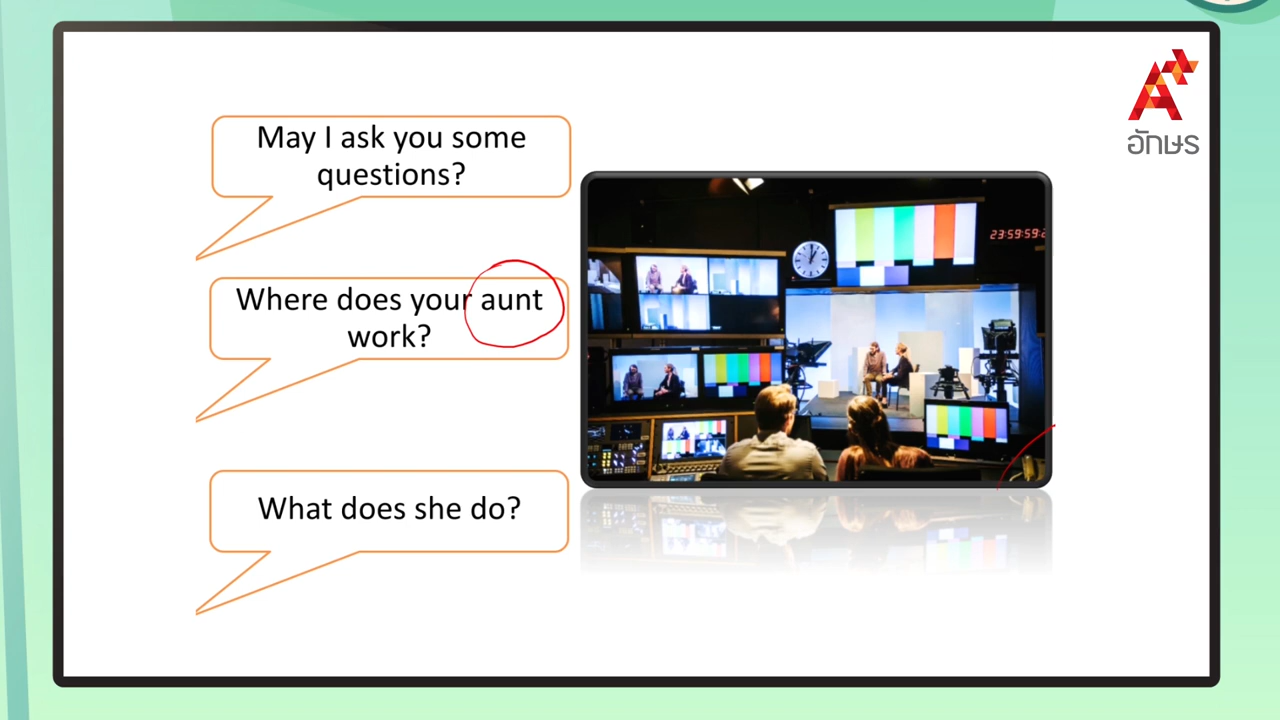 อักษร
May I ask you some
questions?
Where does your aunt
work?
What does she do?
23:59:59: